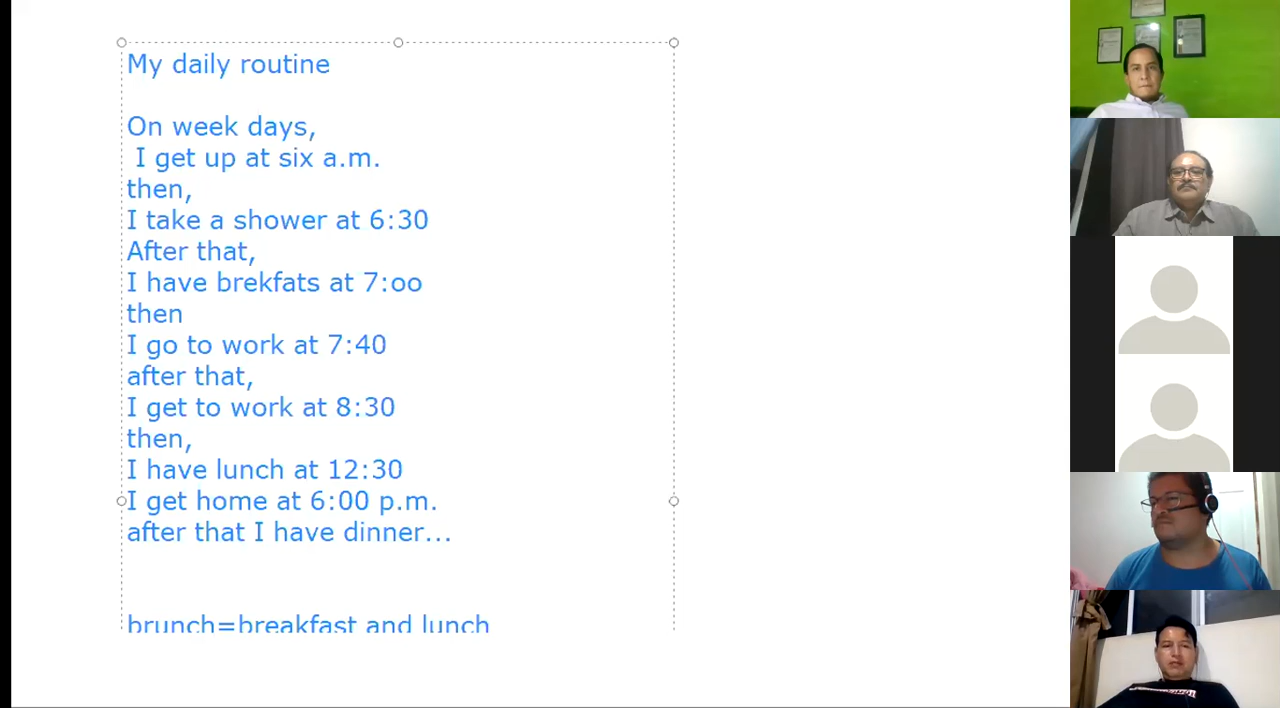 My daily routine
On week days,
I get up at six a.m.
then,
I take a shower at 6:30
After that,
I have brekfats at 7:oo
then
I go to work at 7:40
after that,
I get to work at 8:30
then,
I have lunch at 12:30
I get home at 6:00 p.m.
after that I have dinner...
brunch=breakfast and lunch